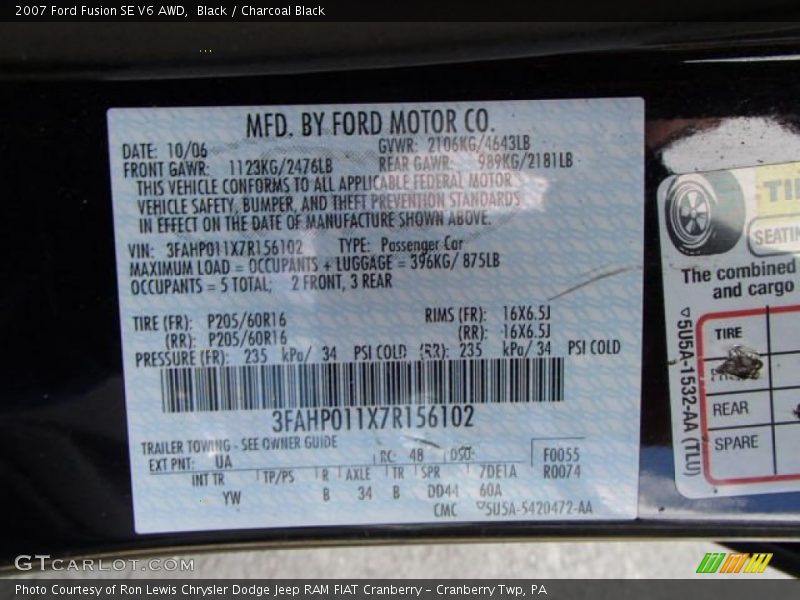 2007 Ford Fusion SE V6 AWD, Black / Charcoal Black
MFD. BY FORD MOTOR CO.
DATE: 10/06 GVWR: 2106KG/4643LB
FRONT GAWR: 1123KG/2476LB REAR GAWR: 989KG/2181LB
THIS VEHICLE CONFORMS TO ALL APPLICABLE FEDERAL MOTOR
VEHICLE SAFETY, BUMPER, AND THEFT PREVENTION STANDARDS
IN EFFECT ON THE DATE OF MANUFACTURE SHOWN ABOVE.
VIN: 3FAHP011X7R156102 TYPE: Passenger Car
MAXIMUM LOAD = OCCUPANTS + LUGGAGE = 396KG/ 875LB
OCCUPANTS = 5 TOTAL; 2 FRONT, 3 REAR
TIRE (FR): P205/60R16 RIMS (FR): 16X6.5J
(RR): P205/60R16 (RR): 16X6.5J
PRESSURE (FR): 235 kPa/ 34 PSI COLD (RR): 235 kPa/ 34 PSI COLD
3FAHP011X7R156102
TRAILER TOWING - SEE OWNER GUIDE
EXT PNT: UA RC: 48 DSO: F0055
INT TR TP/PS R AXLE TR SPR 7DE1A R0074
YW B 34 B DD44 60A
CMC 5U5A-5420472-AA
TI
SEATIN
The combined
and cargo
TIRE
REAR
SPARE
5U5A-1532-AA (TLU)
GTCARLOT.COM
Photo Courtesy of Ron Lewis Chrysler Dodge Jeep RAM FIAT Cranberry – Cranberry Twp, PA